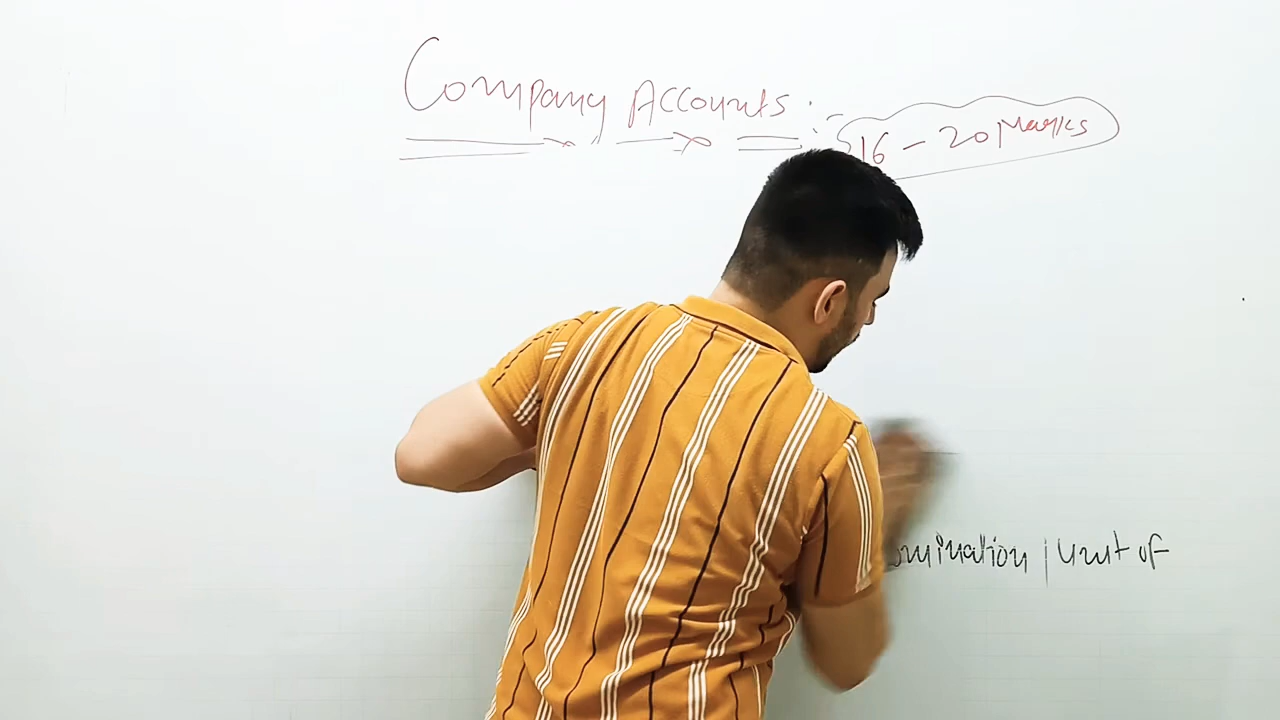 Company Accounts :-
16 - 20 Marks
omination | Unit of